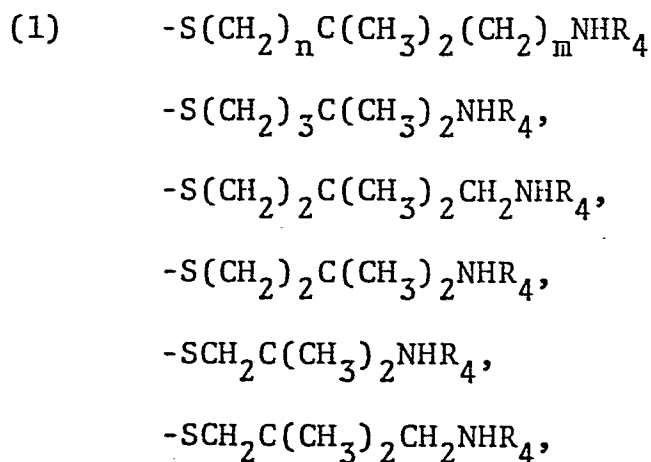 (1) -S(CH₂)ₙC(CH₃)₂(CH₂)ₘNHR₄
-S(CH₂)₃C(CH₃)₂NHR₄,
-S(CH₂)₂C(CH₃)₂CH₂NHR₄,
-S(CH₂)₂C(CH₃)₂NHR₄,
-SCH₂C(CH₃)₂NHR₄,
-SCH₂C(CH₃)₂CH₂NHR₄,